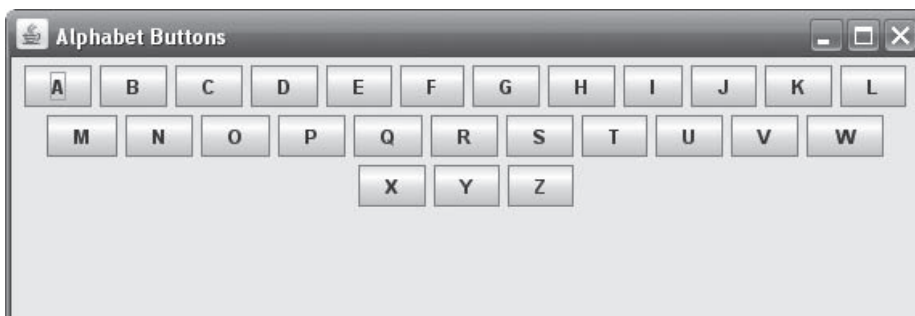 Alphabet Buttons
A B C D E F G H I J K L
M N O P Q R S T U V W
X Y Z